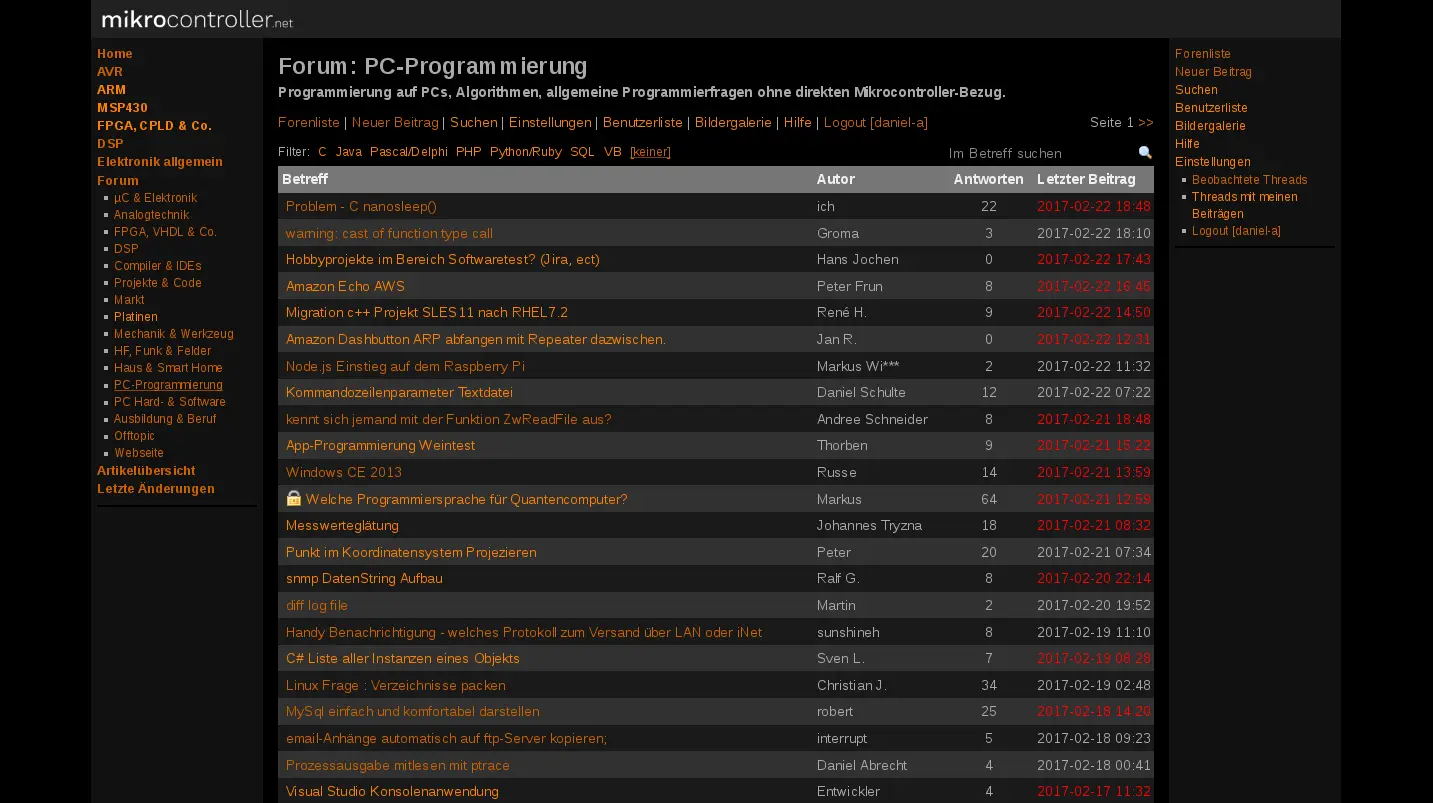 mikrocontroller.net
Home
AVR
ARM
MSP430
FPGA, CPLD & Co.
DSP
Elektronik allgemein
Forum
µC & Elektronik
Analogtechnik
FPGA, VHDL & Co.
DSP
Compiler & IDEs
Projekte & Code
Markt
Platinen
Mechanik & Werkzeug
HF, Funk & Felder
Haus & Smart Home
PC-Programmierung
PC Hard- & Software
Ausbildung & Beruf
Offtopic
Webseite
Artikelübersicht
Letzte Änderungen
Forum: PC-Programmierung
Programmierung auf PCs, Algorithmen, allgemeine Programmierfragen ohne direkten Mikrocontroller-Bezug.
Forenliste | Neuer Beitrag | Suchen | Einstellungen | Benutzerliste | Bildergalerie | Hilfe | Logout [daniel-a] Seite 1 >>
Filter: C Java Pascal/Delphi PHP Python/Ruby SQL VB [keiner] Im Betreff suchen
Betreff Autor Antworten Letzter Beitrag
Problem - C nanosleep() ich 22 2017-02-22 18:48
warning: cast of function type call Groma 3 2017-02-22 18:10
Hobbyprojekte im Bereich Softwaretest? (Jira, ect) Hans Jochen 0 2017-02-22 17:43
Amazon Echo AWS Peter Frun 8 2017-02-22 16:45
Migration c++ Projekt SLES11 nach RHEL7.2 René H. 9 2017-02-22 14:50
Amazon Dashbutton ARP abfangen mit Repeater dazwischen. Jan R. 0 2017-02-22 12:31
Node.js Einstieg auf dem Raspberry Pi Markus Wi*** 2 2017-02-22 11:32
Kommandozeilenparameter Textdatei Daniel Schulte 12 2017-02-22 07:22
kennt sich jemand mit der Funktion ZwReadFile aus? Andree Schneider 8 2017-02-21 18:48
App-Programmierung Weintest Thorben 9 2017-02-21 15:22
Windows CE 2013 Russe 14 2017-02-21 13:59
Welche Programmiersprache für Quantencomputer? Markus 64 2017-02-21 12:59
Messwerteglätung Johannes Tryzna 18 2017-02-21 08:32
Punkt im Koordinatensystem Projezieren Peter 20 2017-02-21 07:34
snmp DatenString Aufbau Ralf G. 8 2017-02-20 22:14
diff log file Martin 2 2017-02-20 19:52
Handy Benachrichtigung - welches Protokoll zum Versand über LAN oder iNet sunshineh 8 2017-02-19 11:10
C# Liste aller Instanzen eines Objekts Sven L. 7 2017-02-19 08:28
Linux Frage : Verzeichnisse packen Christian J. 34 2017-02-19 02:48
MySql einfach und komfortabel darstellen robert 25 2017-02-18 14:20
email-Anhänge automatisch auf ftp-Server kopieren; interrupt 5 2017-02-18 09:23
Prozessausgabe mitlesen mit ptrace Daniel Abrecht 4 2017-02-18 00:41
Visual Studio Konsolenanwendung Entwickler 4 2017-02-17 11:32
Forenliste
Neuer Beitrag
Suchen
Benutzerliste
Bildergalerie
Hilfe
Einstellungen
Beobachtete Threads
Threads mit meinen
Beiträgen
Logout [daniel-a]